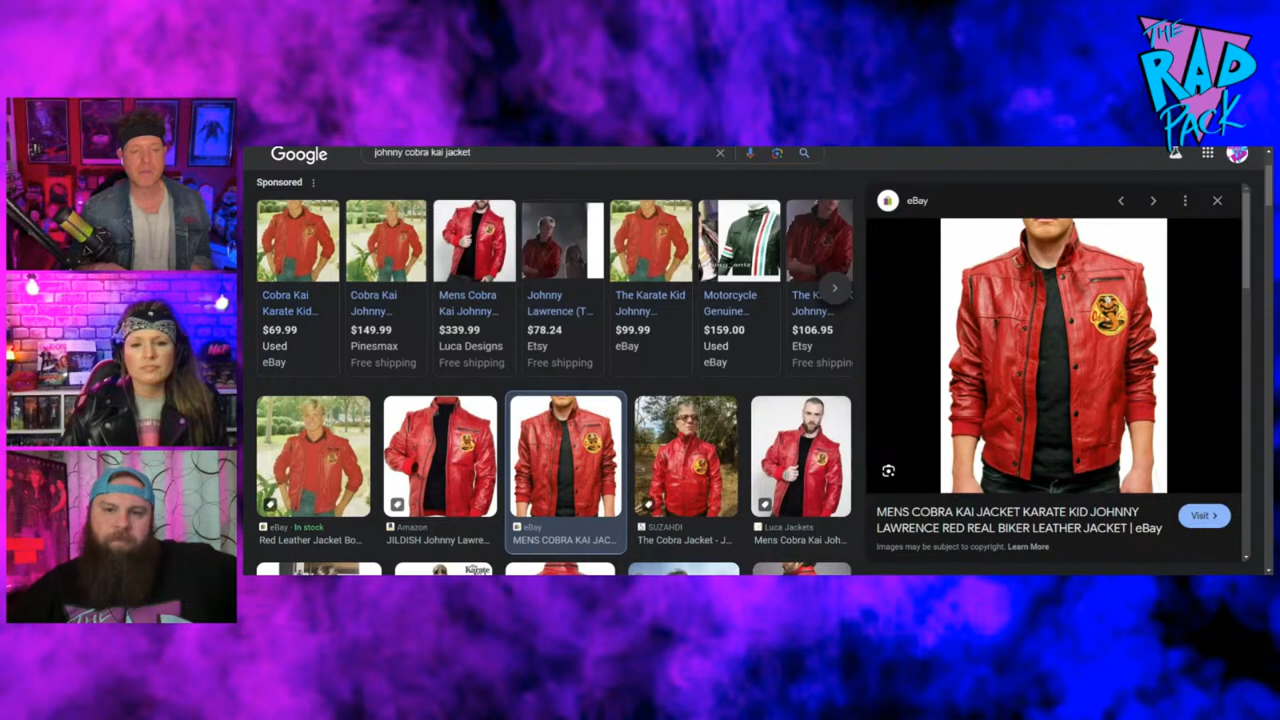 THE
RAD
PACK
Google
johnny cobra kai jacket
Sponsored
Cobra Kai
Karate Kid...
$69.99
Used
eBay
Cobra Kai
Johnny...
$149.99
Pinesmax
Free shipping
Mens Cobra
Kai Johnny...
$339.99
Luca Designs
Free shipping
Johnny
Lawrence (T...
$78.24
Etsy
Free shipping
The Karate Kid
Johnny...
$99.99
eBay
Motorcycle
Genuine...
$159.00
Used
eBay
Johnny...
$106.95
Etsy
Free shippin
eBay · In stock
Red Leather Jacket Bo...
Amazon
JILDISH Johnny Lawre...
eBay
MENS COBRA KAI JAC...
SUZAHDI
The Cobra Jacket - J...
Luca Jackets
Mens Cobra Kai Joh...
Karate
eBay
MENS COBRA KAI JACKET KARATE KID JOHNNY
LAWRENCE RED REAL BIKER LEATHER JACKET | eBay
Visit
Images may be subject to copyright. Learn More